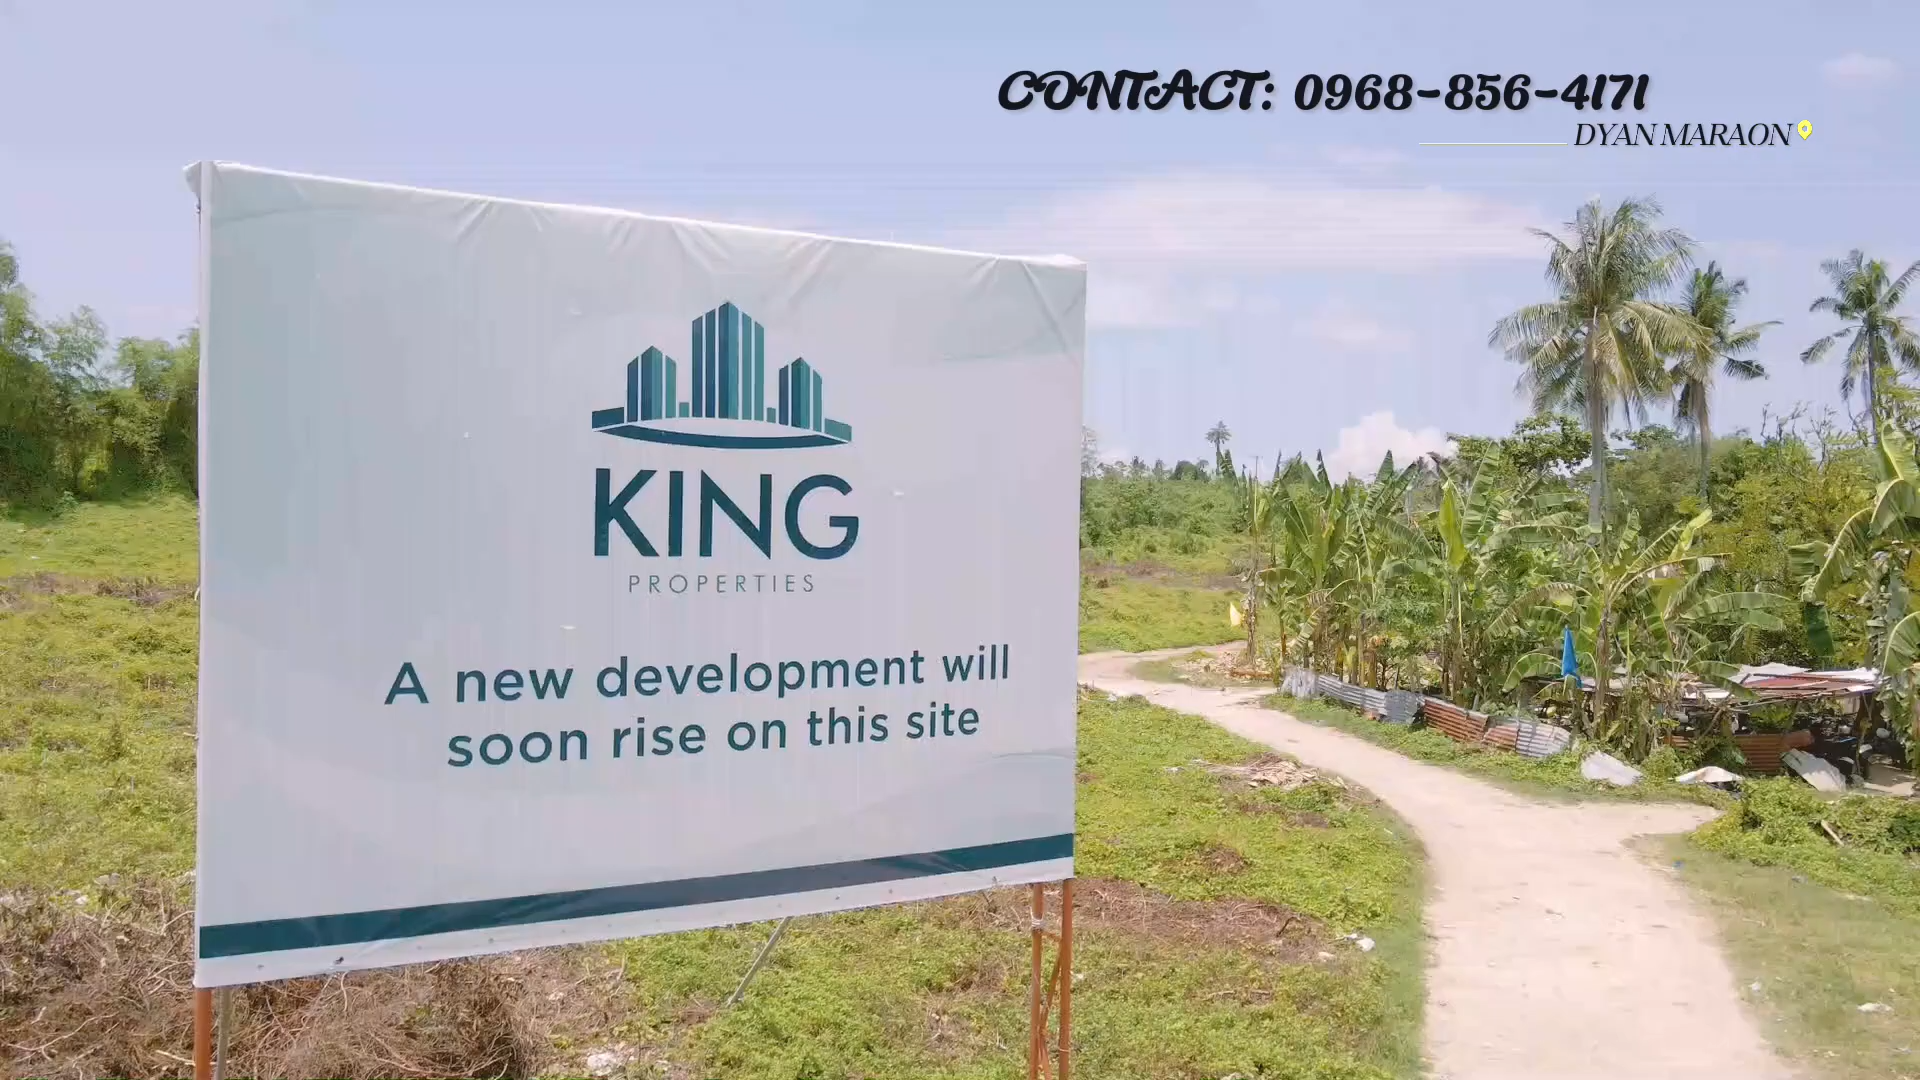 CONTACT: 0968-856-4171
DYAN MARAON
KING
PROPERTIES
A new development will
soon rise on this site